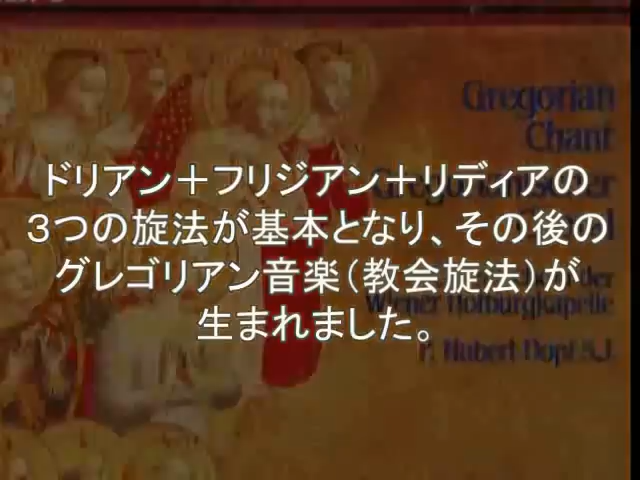 Gregorian
Chant
ドリアン＋フリジアン＋リディアの
３つの旋法が基本となり、その後の
グレゴリアン音楽（教会旋法）が
生まれました。
der
Wiener Hofburgkapelle
P. Hubert Dopf S.J.